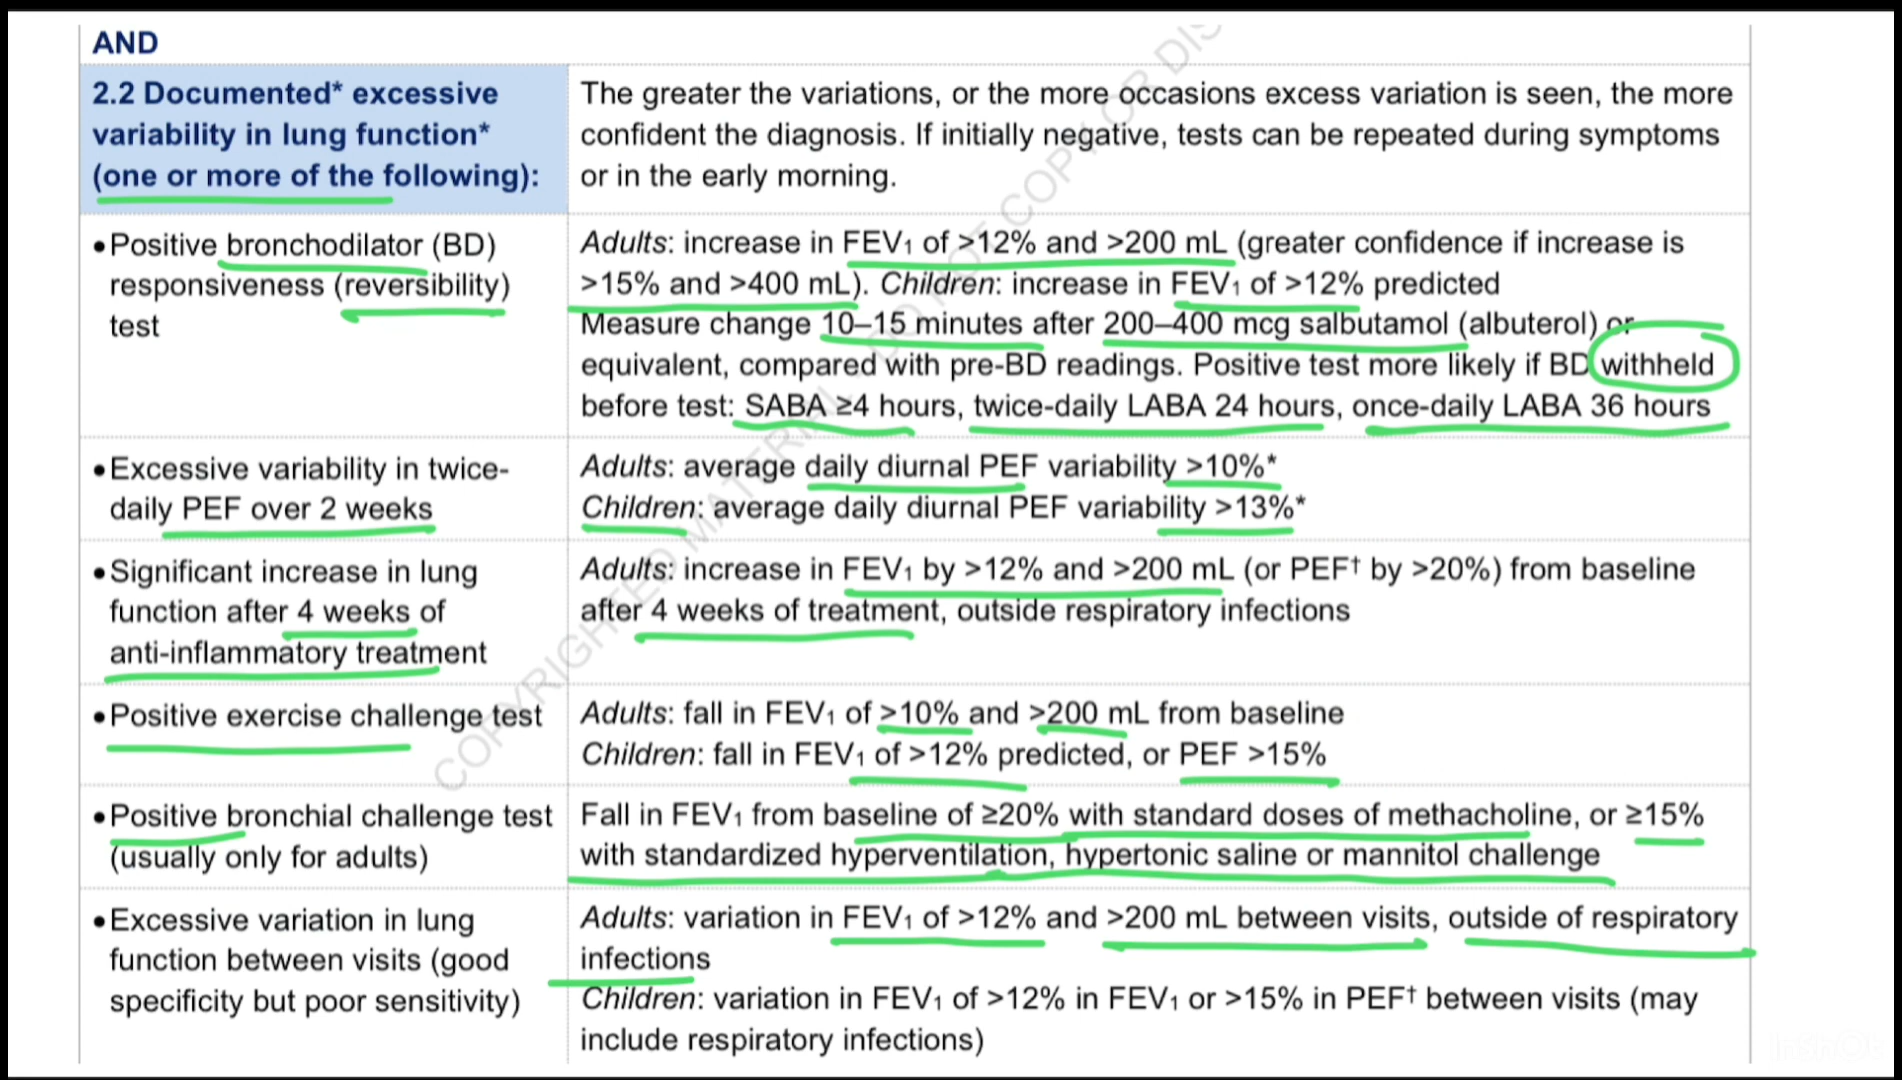 AND
2.2 Documented* excessive
variability in lung function*
(one or more of the following):
The greater the variations, or the more occasions excess variation is seen, the more
confident the diagnosis. If initially negative, tests can be repeated during symptoms
or in the early morning.
•Positive bronchodilator (BD)
responsiveness (reversibility)
test
Adults: increase in FEV₁ of >12% and >200 mL (greater confidence if increase is
>15% and >400 mL). Children: increase in FEV₁ of >12% predicted
Measure change 10–15 minutes after 200–400 mcg salbutamol (albuterol) or
equivalent, compared with pre-BD readings. Positive test more likely if BD withheld
before test: SABA ≥4 hours, twice-daily LABA 24 hours, once-daily LABA 36 hours
•Excessive variability in twice-
daily PEF over 2 weeks
Adults: average daily diurnal PEF variability >10%*
Children: average daily diurnal PEF variability >13%*
•Significant increase in lung
function after 4 weeks of
anti-inflammatory treatment
Adults: increase in FEV₁ by >12% and >200 mL (or PEF† by >20%) from baseline
after 4 weeks of treatment, outside respiratory infections
•Positive exercise challenge test
Adults: fall in FEV₁ of >10% and >200 mL from baseline
Children: fall in FEV₁ of >12% predicted, or PEF >15%
•Positive bronchial challenge test
(usually only for adults)
Fall in FEV₁ from baseline of ≥20% with standard doses of methacholine, or ≥15%
with standardized hyperventilation, hypertonic saline or mannitol challenge
•Excessive variation in lung
function between visits (good
specificity but poor sensitivity)
Adults: variation in FEV₁ of >12% and >200 mL between visits, outside of respiratory
infections
Children: variation in FEV₁ of >12% in FEV₁ or >15% in PEF† between visits (may
include respiratory infections)
COPYRIGHTED MATERIAL - DO NOT COPY OR DIS